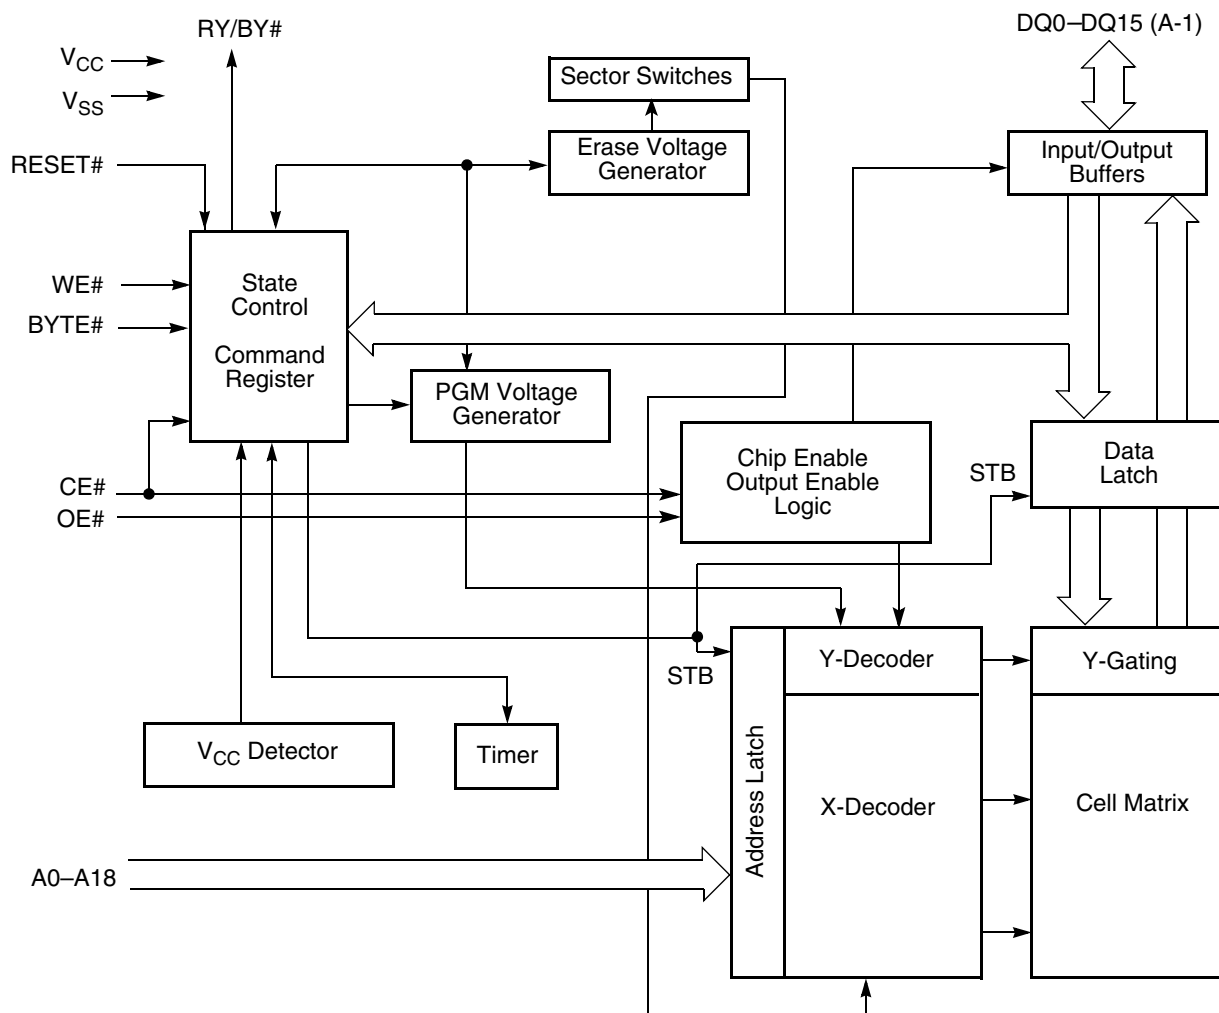 RY/BY#
DQ0–DQ15 (A-1)
VCC
VSS
Sector Switches
RESET#
Erase Voltage
Generator
Input/Output
Buffers
WE#
BYTE#
State
Control
Command
Register
PGM Voltage
Generator
CE#
OE#
Chip Enable
Output Enable
Logic
STB
Data
Latch
STB
Y-Decoder
Y-Gating
VCC Detector
Timer
Address Latch
X-Decoder
Cell Matrix
A0–A18